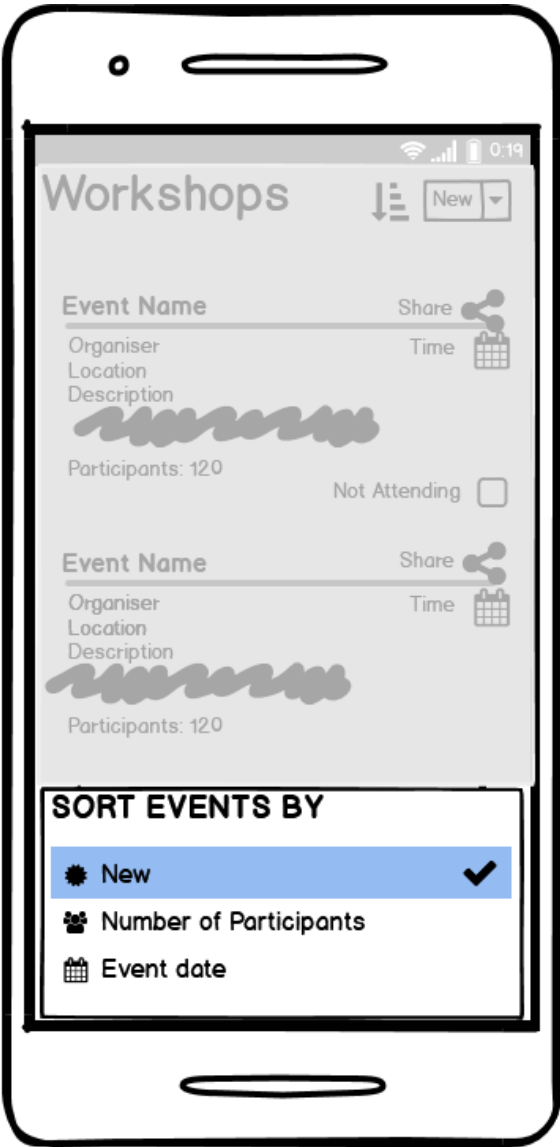 0:19
Workshops
New
Event Name
Share
Organiser
Time
Location
Description
Participants: 120
Not Attending
Event Name
Share
Organiser
Time
Location
Description
Participants: 120
SORT EVENTS BY
New
Number of Participants
Event date